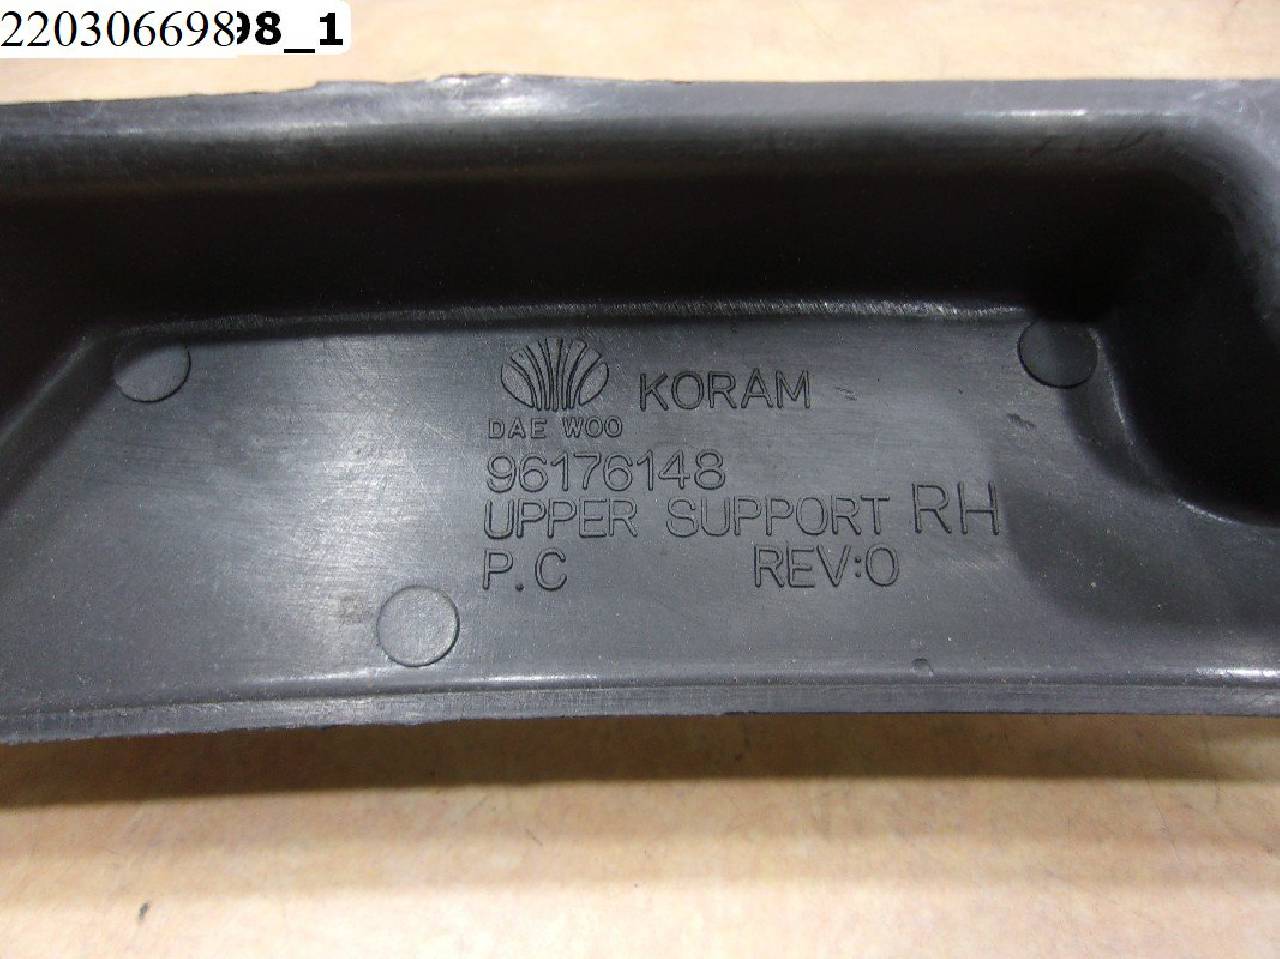 22030669898_1
KORAM
DAE WOO
96176148
UPPER SUPPORT RH
P.C REV:0